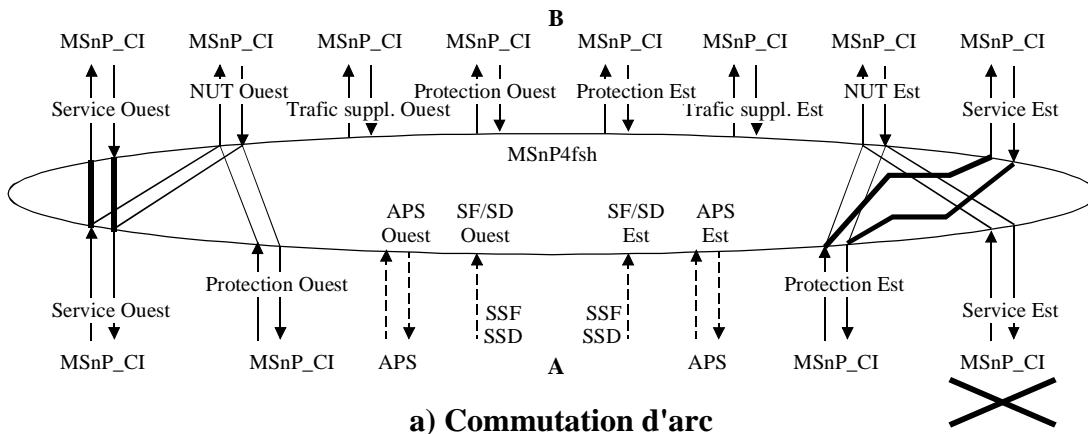 B
MSnP_CI MSnP_CI MSnP_CI MSnP_CI MSnP_CI MSnP_CI MSnP_CI MSnP_CI
NUT Ouest Protection Ouest Protection Est NUT Est
Service Ouest Trafic suppl. Ouest Trafic suppl. Est Service Est
MSnP4fsh
APS SF/SD SF/SD APS
Ouest Ouest Est Est
Protection Ouest Protection Est
Service Ouest SSF SSF Service Est
SSD SSD
MSnP_CI MSnP_CI APS A APS MSnP_CI MSnP_CI
a) Commutation d'arc